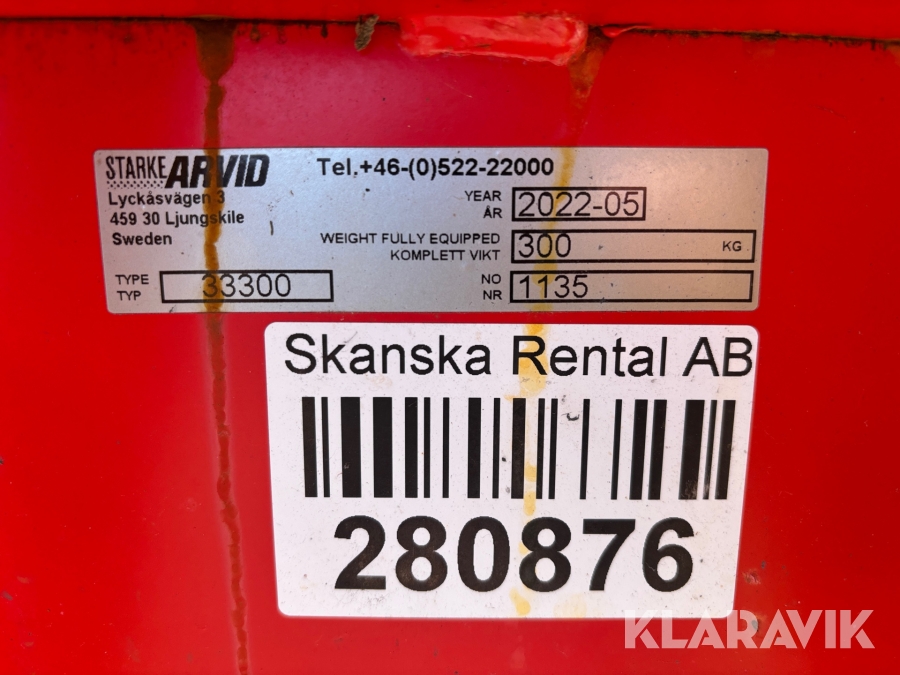 STARKE ARVID
Lyckåsvägen 3
459 30 Ljungskile
Sweden
Tel.+46-(0)522-22000
YEAR
ÅR
2022-05
WEIGHT FULLY EQUIPPED
KOMPLETT VIKT
300 KG
TYPE
TYP
33300
NO
NR
1135
Skanska Rental AB
280876
KLARAVIK